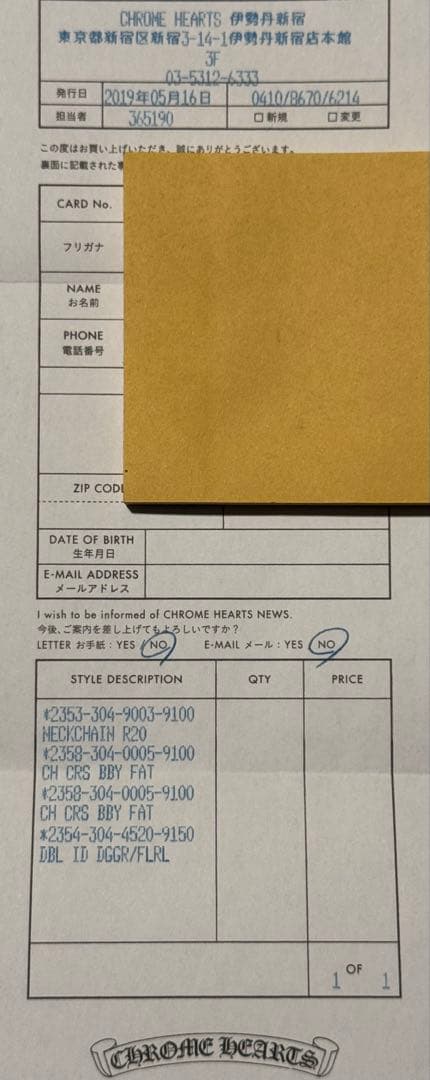 CHROME HEARTS 伊勢丹新宿
東京都新宿区新宿3-14-1伊勢丹新宿店本館
3F
03-5312-6333
発行日 2019年05月16日 0410/8670/6214
担当者 365190 □ 新規 □ 変更
この度はお買い上げいただき、誠にありがとうございます。
裏面に記載された
CARD No.
フリガナ
NAME
お名前
PHONE
電話番号
ZIP CODE
DATE OF BIRTH
生年月日
E-MAIL ADDRESS
メールアドレス
I wish to be informed of CHROME HEARTS NEWS.
今後、ご案内を差し上げてもよろしいですか？
LETTER お手紙：YES NO E-MAIL メール：YES NO
STYLE DESCRIPTION QTY PRICE
*2353-304-9003-9100
NECKCHAIN R20
*2358-304-0005-9100
CH CRS BBY FAT
*2358-304-0005-9100
CH CRS BBY FAT
*2354-304-4520-9150
DBL ID DGGR/FLRL
1 OF 1
CHROME HEARTS